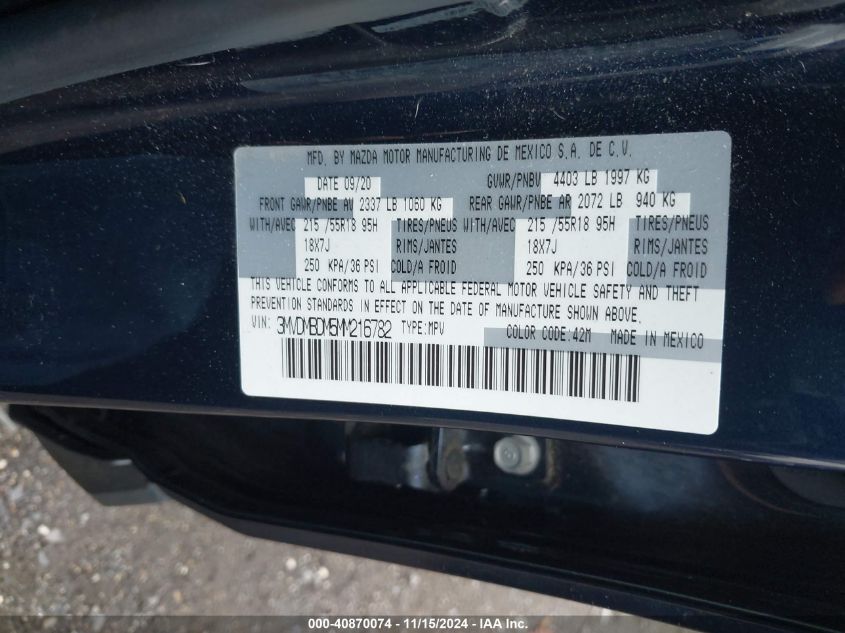 MFD. BY MAZDA MOTOR MANUFACTURING DE MEXICO S.A. DE C.V.
DATE 09/20 GVWR/PNBV 4403 LB 1997 KG
FRONT GAWR/PNBE AV 2337 LB 1060 KG REAR GAWR/PNBE AR 2072 LB 940 KG
WITH/AVEC 215 /55R18 95H TIRES/PNEUS WITH/AVEC 215 /55R18 95H TIRES/PNEUS
18X7J RIMS/JANTES 18X7J RIMS/JANTES
250 KPA/36 PSI COLD/A FROID 250 KPA/36 PSI COLD/A FROID
THIS VEHICLE CONFORMS TO ALL APPLICABLE FEDERAL MOTOR VEHICLE SAFETY AND THEFT
PREVENTION STANDARDS IN EFFECT ON THE DATE OF MANUFACTURE SHOWN ABOVE.
VIN: 3MVDMBDM5MM216782 TYPE:MPV COLOR CODE:42M MADE IN MEXICO
000-40870074 - 11/15/2024 - IAAI.com